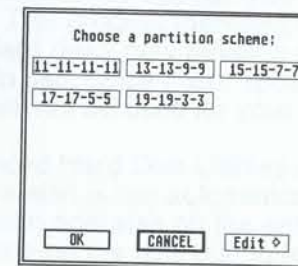 Choose a partition scheme:
11-11-11-11 13-13-9-9 15-15-7-7
17-17-5-5 19-19-3-3
OK CANCEL Edit ◊